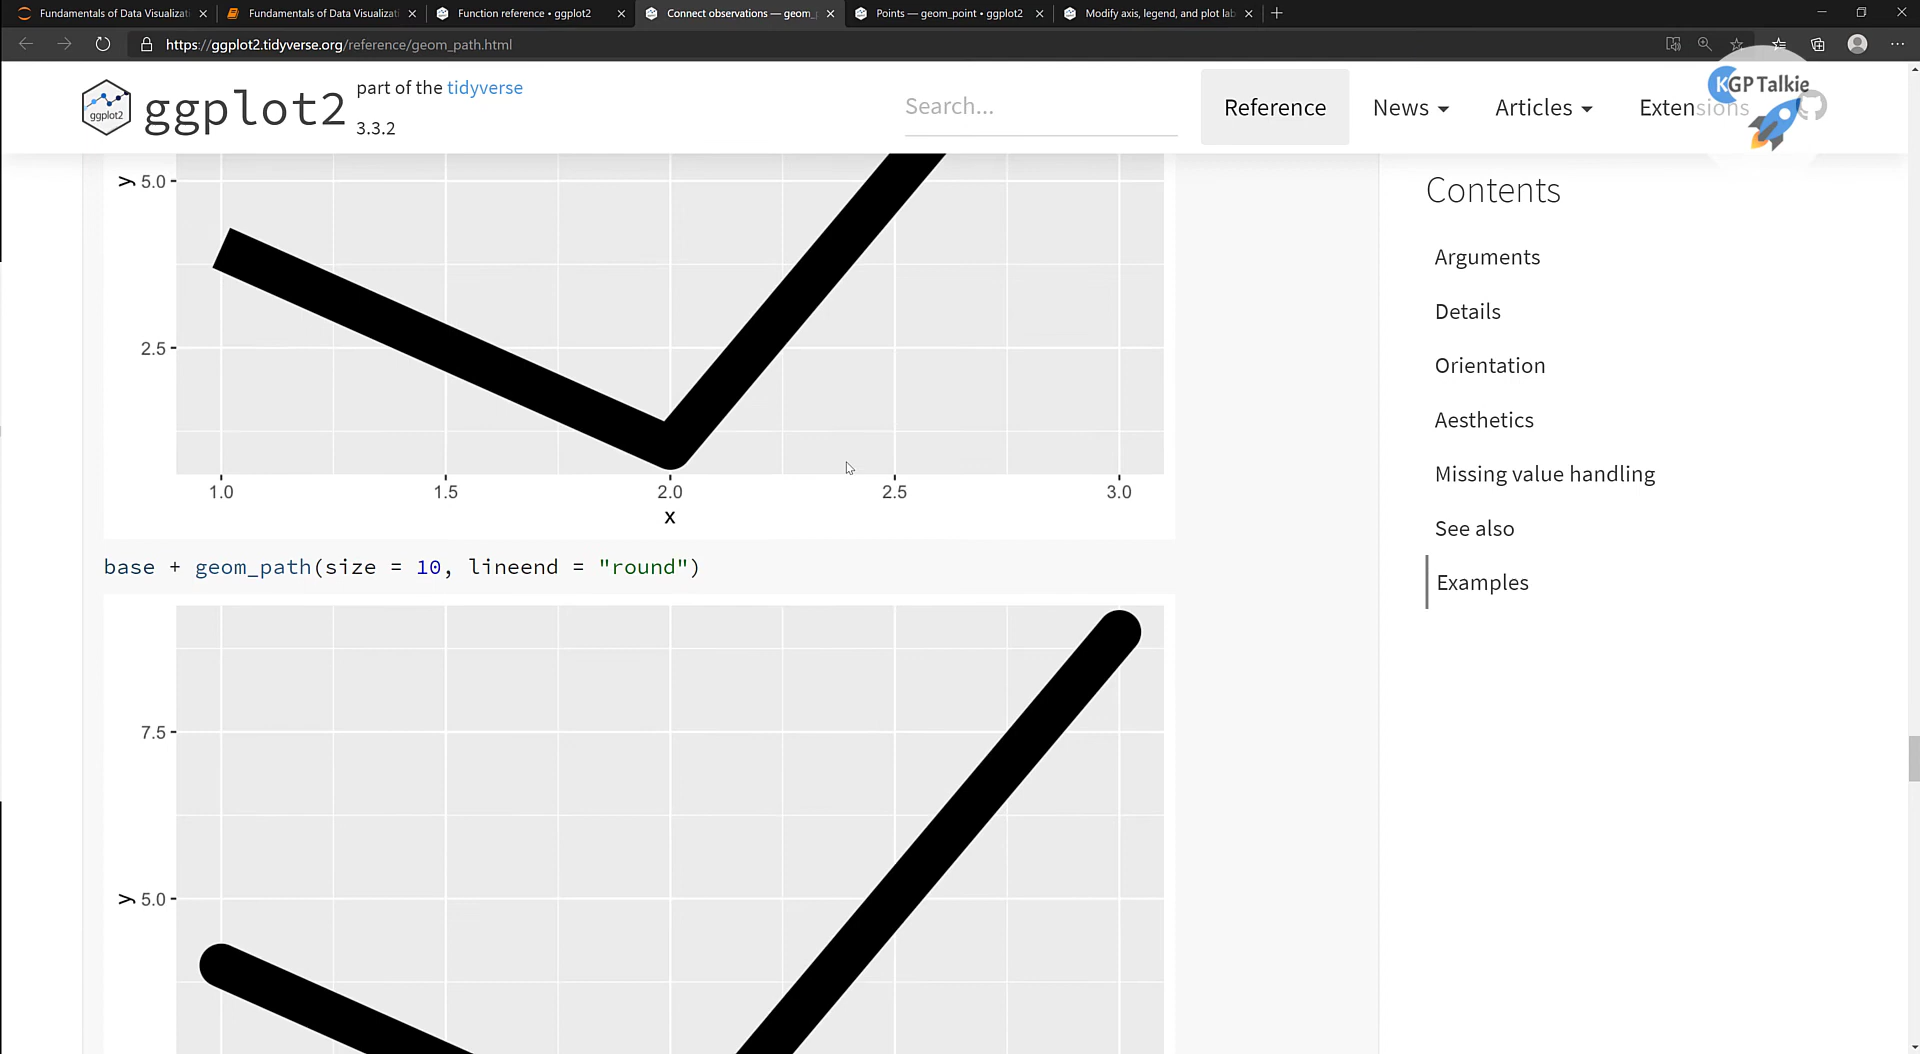 Fundamentals of Data Visualizati
Fundamentals of Data Visualizati
Function reference • ggplot2
Connect observations — geom_p
Points — geom_point • ggplot2
Modify axis, legend, and plot lab
https://ggplot2.tidyverse.org/reference/geom_path.html
ggplot2
ggplot2
part of the tidyverse
3.3.2
Search...
Reference
News
Articles
Extensions
KGP Talkie
y
5.0
2.5
1.0 1.5 2.0 2.5 3.0
x
base + geom_path(size = 10, lineend = "round")
7.5
y
5.0
Contents
Arguments
Details
Orientation
Aesthetics
Missing value handling
See also
Examples